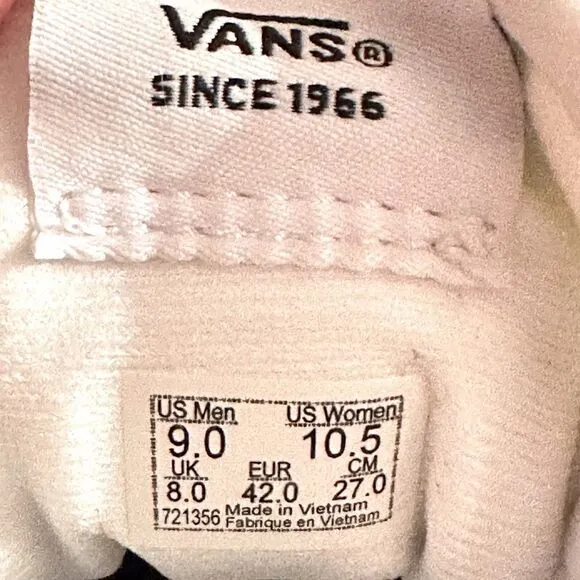 VANS®
SINCE 1966
US Men US Women
9.0 10.5
UK EUR CM
8.0 42.0 27.0
721356 Made in Vietnam
Fabrique en Vietnam